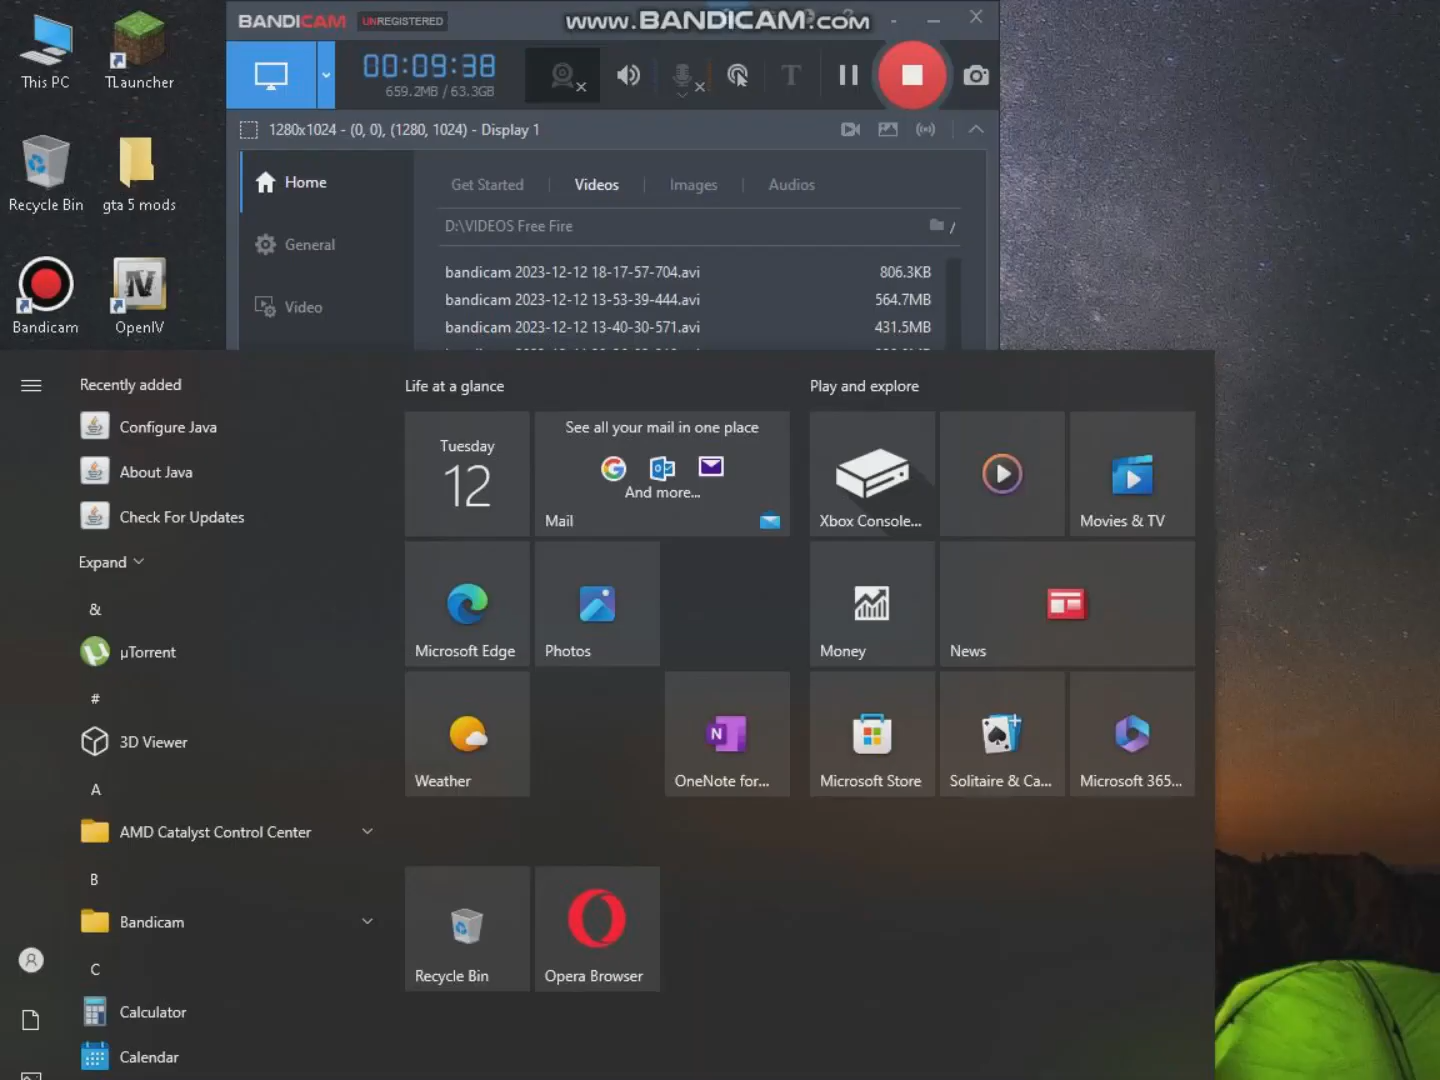 This PC
TLauncher
Recycle Bin
gta 5 mods
Bandicam
OpenIV
BANDICAM UNREGISTERED
www.BANDICAM.com
00:09:38
659.2MB / 63.3GB
1280x1024 - (0, 0), (1280, 1024) - Display 1
Home
General
Video
Get Started
Videos
Images
Audios
D:\VIDEOS Free Fire
bandicam 2023-12-12 18-17-57-704.avi 806.3KB
bandicam 2023-12-12 13-53-39-444.avi 564.7MB
bandicam 2023-12-12 13-40-30-571.avi 431.5MB
Recently added
Configure Java
About Java
Check For Updates
Expand
&
µTorrent
#
3D Viewer
A
AMD Catalyst Control Center
B
Bandicam
C
Calculator
Calendar
Life at a glance
Tuesday
12
See all your mail in one place
And more...
Mail
Microsoft Edge
Photos
Weather
OneNote for...
Recycle Bin
Opera Browser
Play and explore
Xbox Console...
Movies & TV
Money
News
Microsoft Store
Solitaire & Ca...
Microsoft 365...